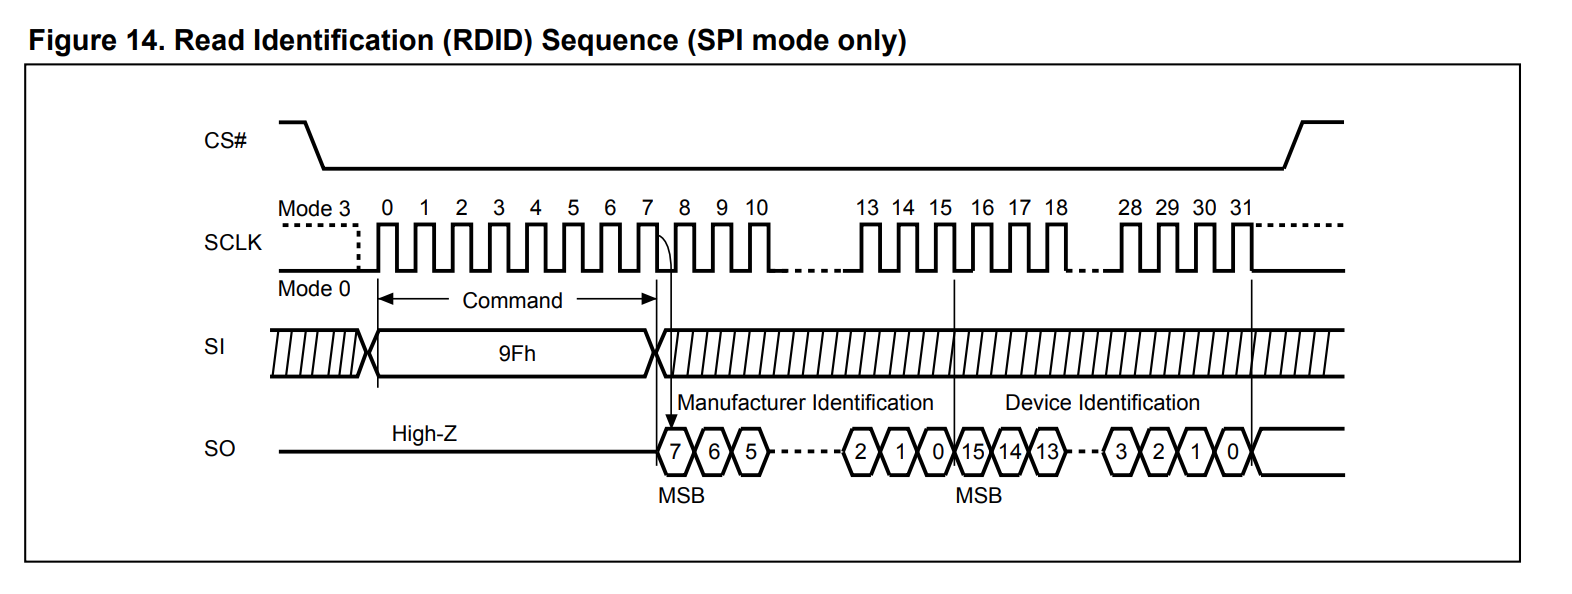 Figure 14. Read Identification (RDID) Sequence (SPI mode only)
CS#
Mode 3 0 1 2 3 4 5 6 7 8 9 10 13 14 15 16 17 18 28 29 30 31
SCLK
Mode 0
Command
SI 9Fh
Manufacturer Identification Device Identification
High-Z
SO 7 6 5 2 1 0 15 14 13 3 2 1 0
MSB MSB